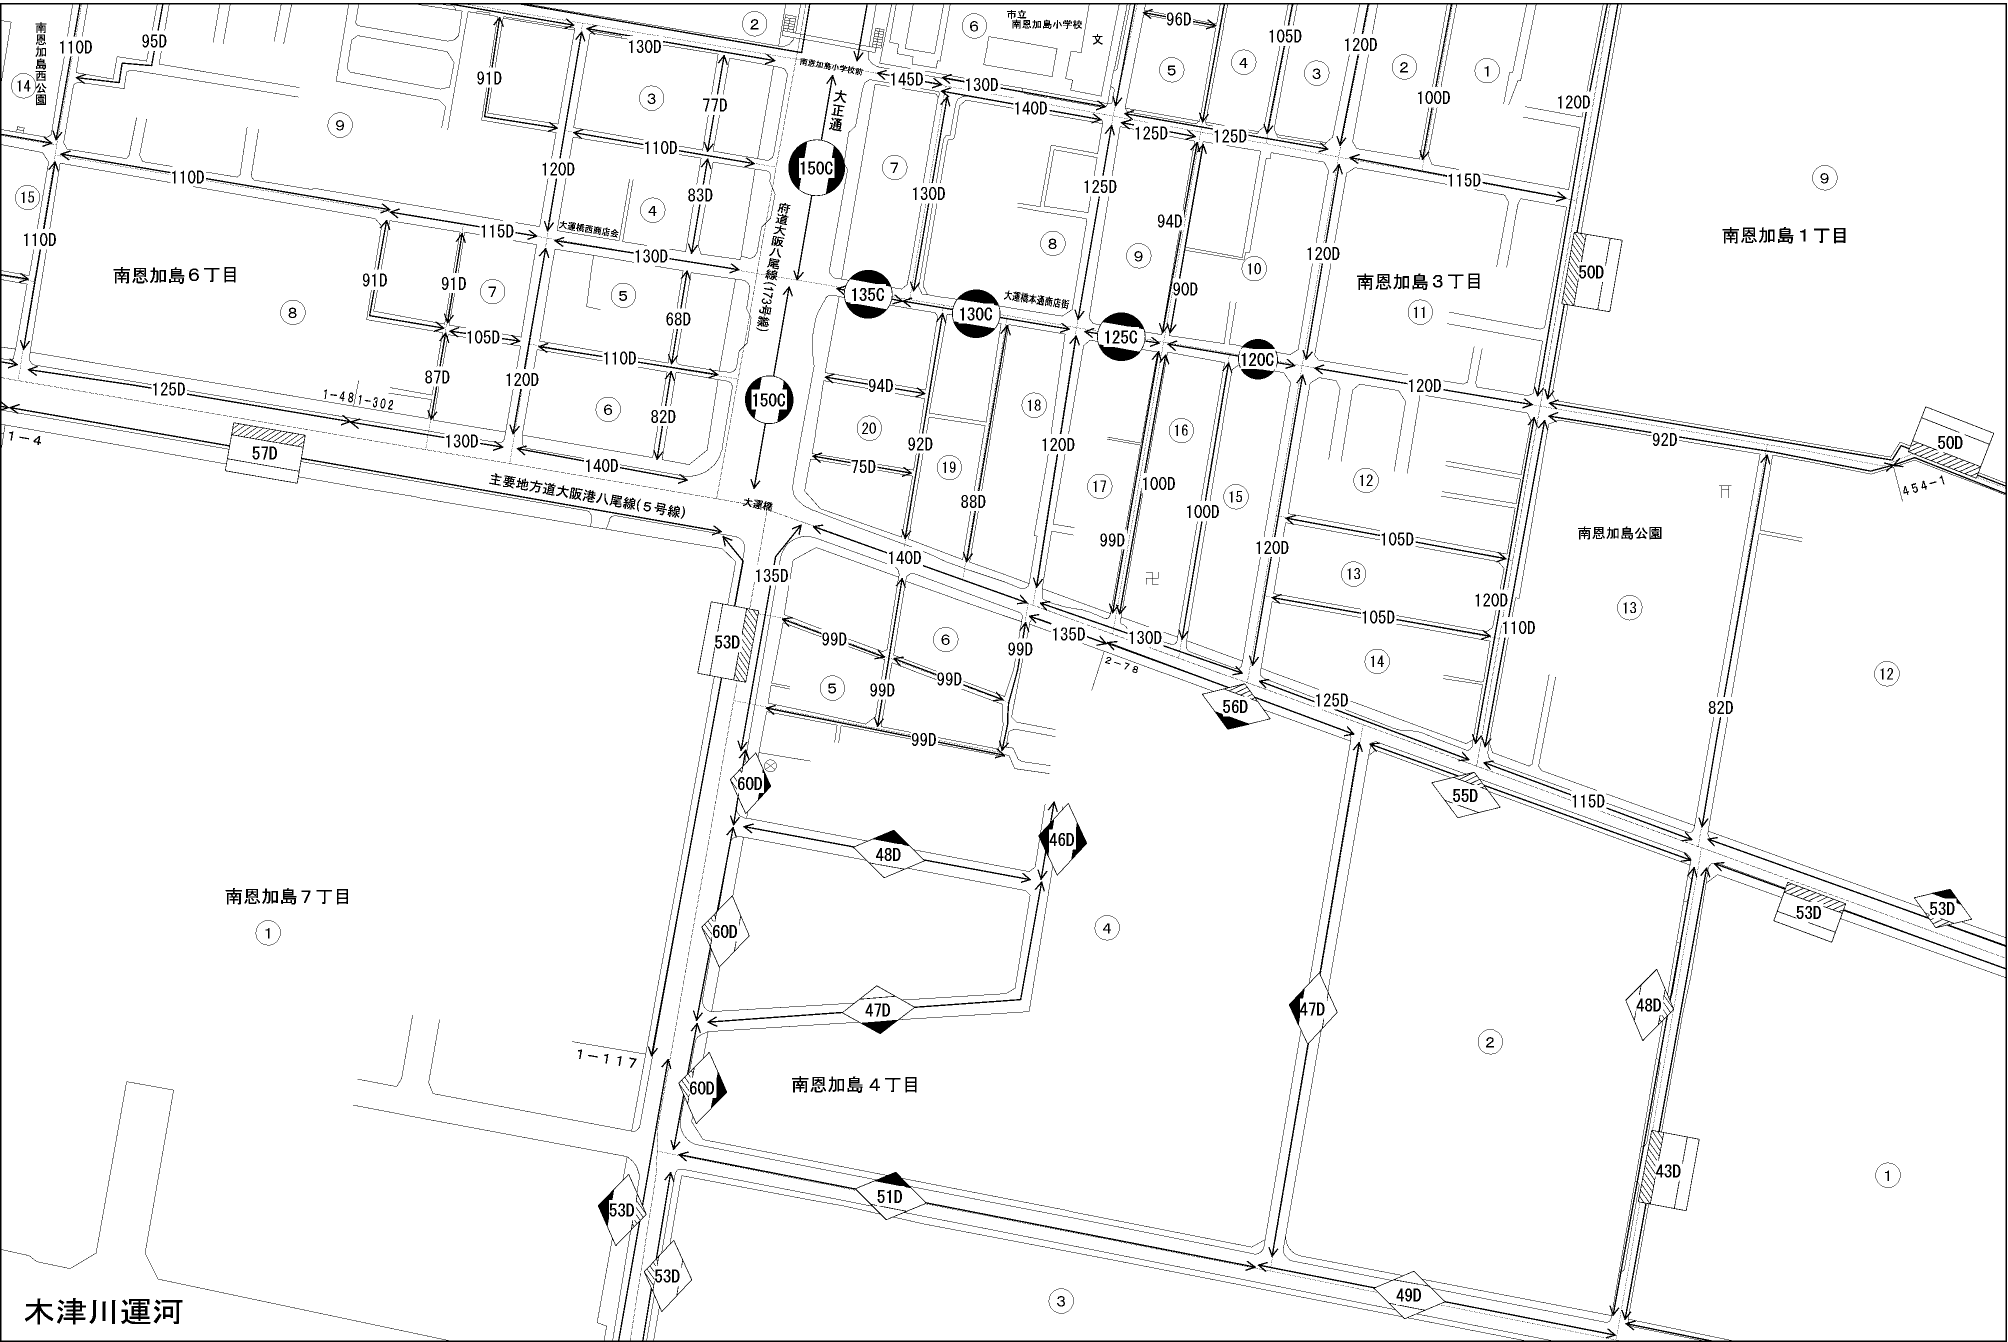 市立
南恩加島小学校
文
⑥
②
96D
南恩加島西公園
⑭
110D
95D
130D
91D
③
77D
南恩加島小学校前
145D
130D
140D
大正通
⑤
④
105D
③
120D
②
①
100D
120D
⑨
110D
120D
150C
⑦
130D
125D
125D
125D
115D
⑨
南恩加島1丁目
⑮
110D
110D
115D
④
83D
大運橋西商店会
130D
府道大阪八尾線(173号線)
⑧
94D
⑨
90D
⑩
120D
南恩加島3丁目
⑪
50D
南恩加島6丁目
⑧
91D
91D
⑦
⑤
68D
135C
130C
大運橋本通商店街
125C
120C
105D
110D
87D
120D
125D
1-48
1-302
130D
⑥
82D
140D
150C
94D
⑳
92D
75D
⑲
88D
⑱
120D
⑰
⑯
100D
99D
100D
⑮
120D
120D
⑫
92D
50D
454-1
1-4
57D
主要地方道大阪港八尾線(5号線)
大運橋
140D
135D
105D
⑬
105D
⑭
120D
110D
南恩加島公園
⑬
⑫
82D
卍
53D
99D
⑥
99D
99D
99D
⑤
99D
135D
130D
2-78
56D
125D
55D
115D
60D
48D
46D
60D
47D
④
47D
53D
53D
48D
②
南恩加島7丁目
①
1-117
60D
南恩加島4丁目
51D
53D
53D
49D
43D
①
③
木津川運河